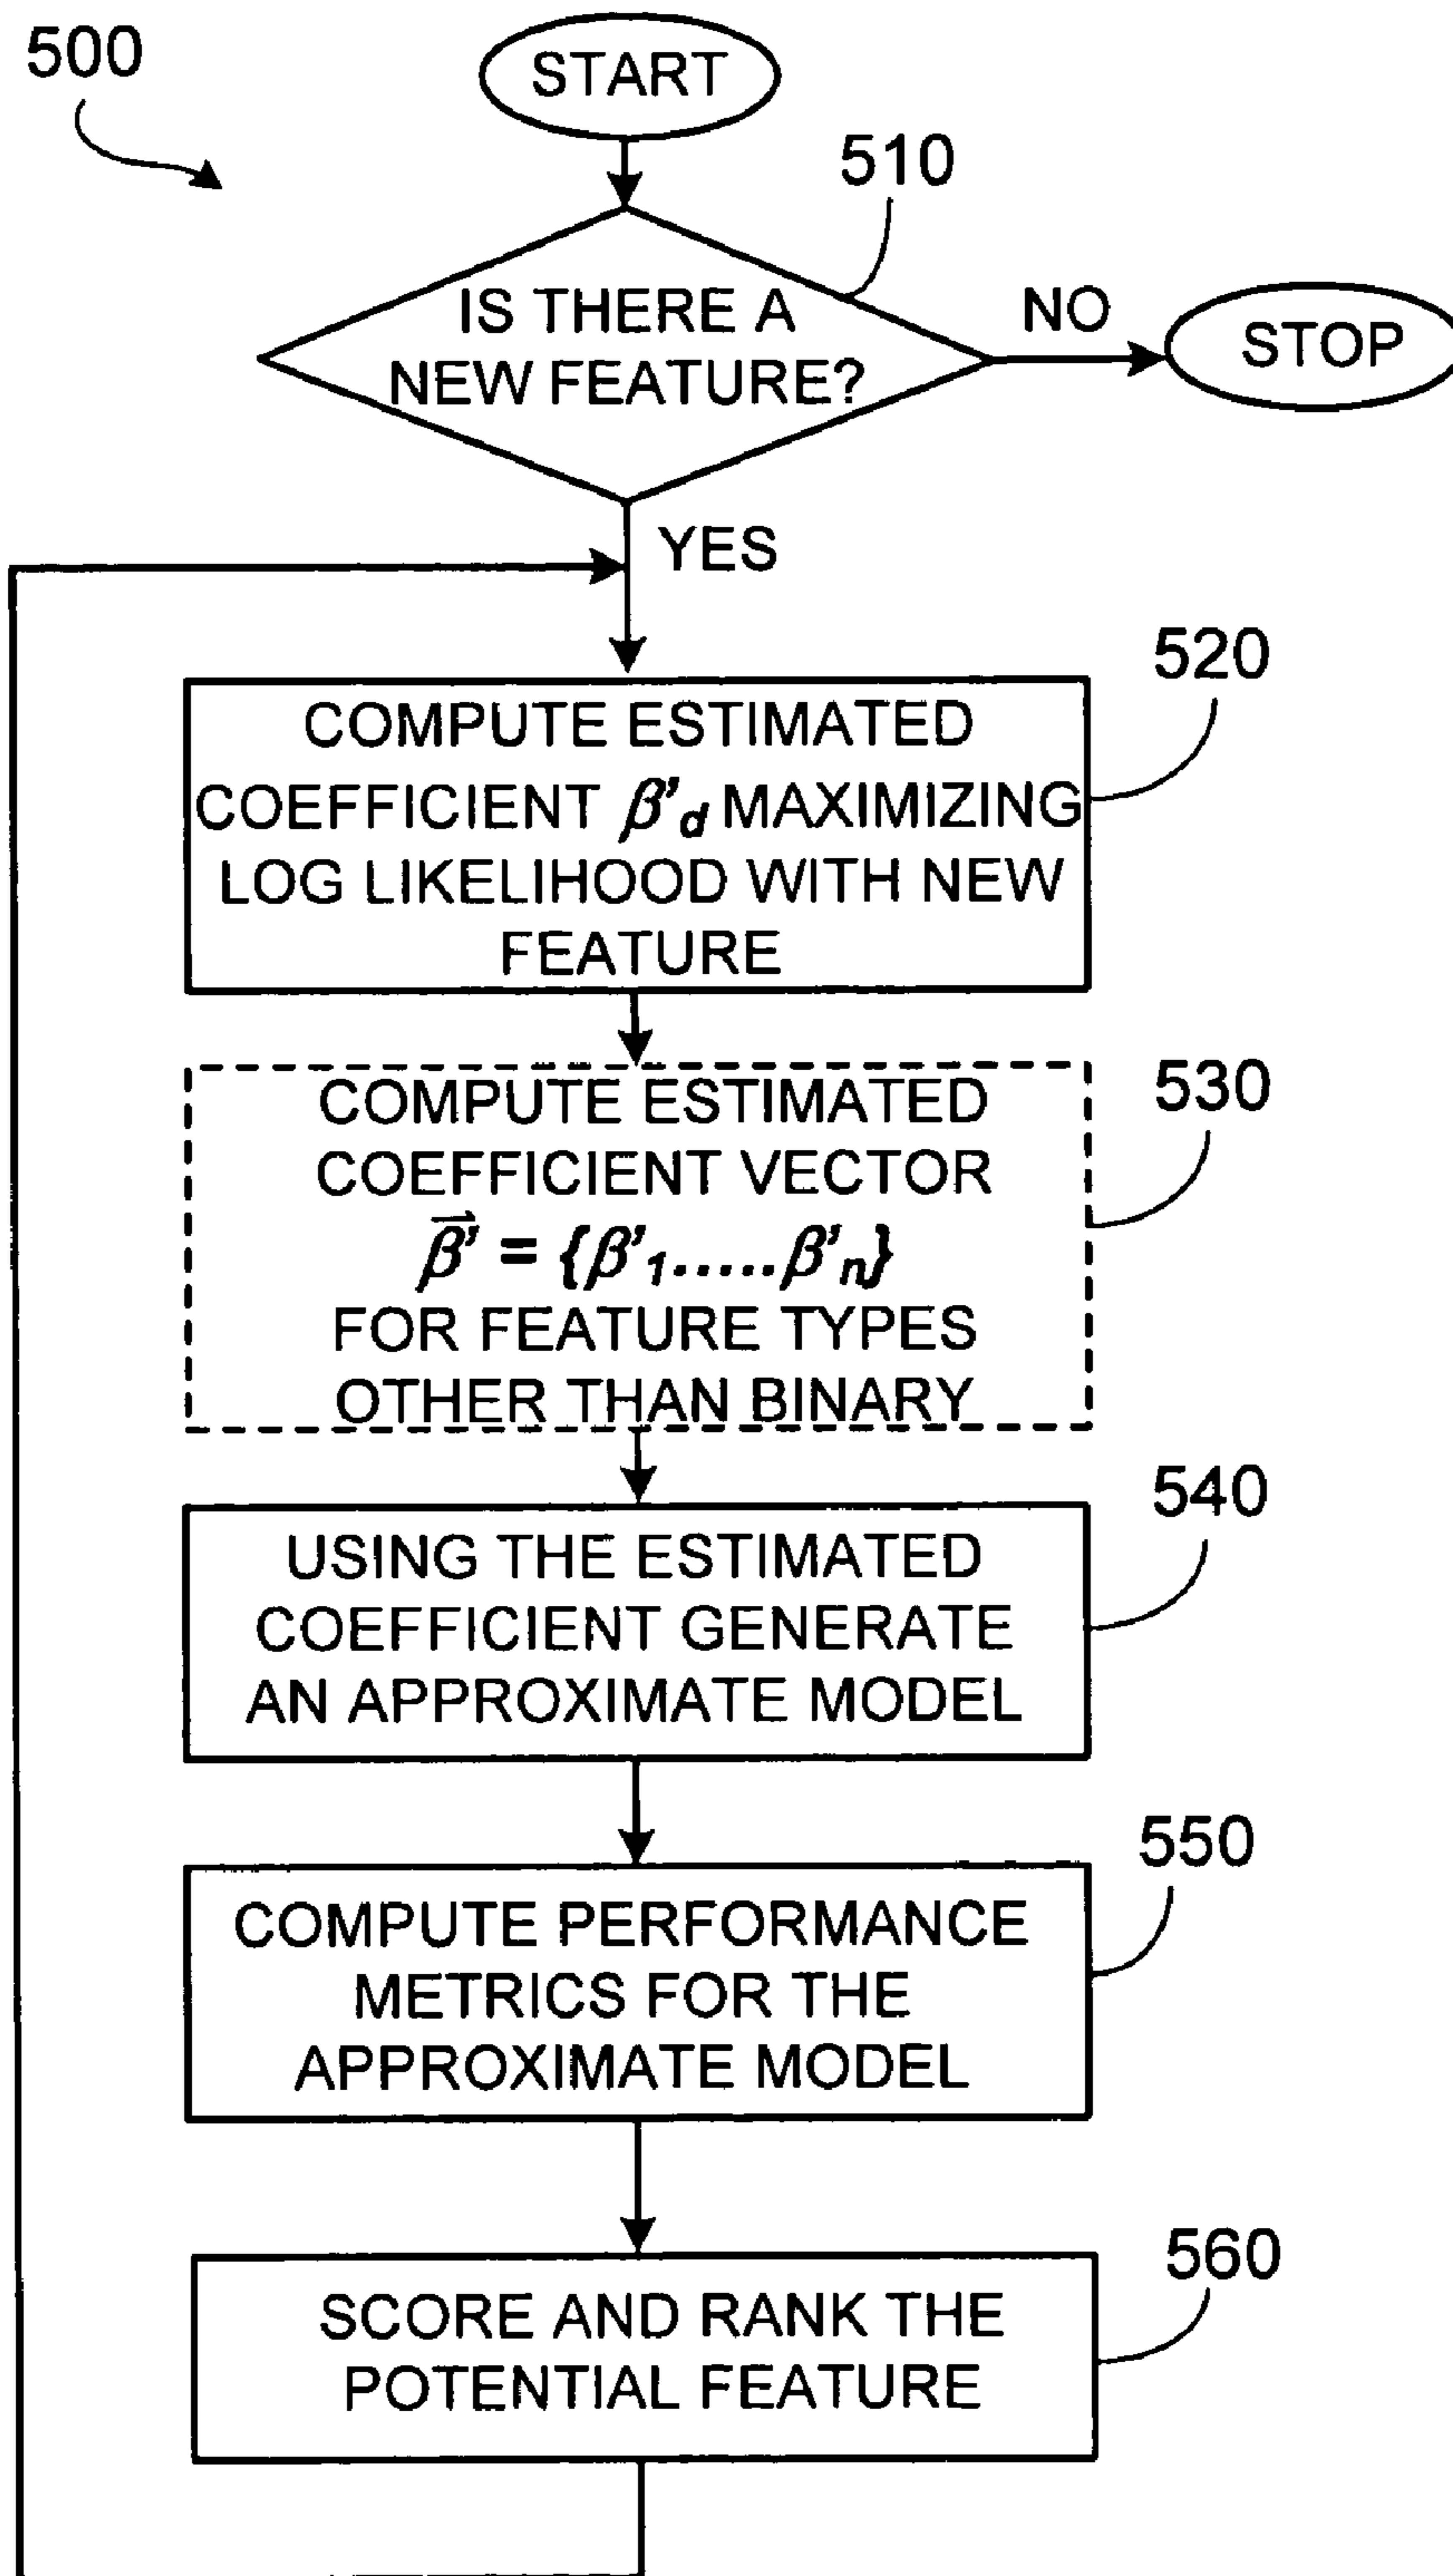 500
START
510
IS THERE A
NEW FEATURE?
NO
STOP
YES
520
COMPUTE ESTIMATED
COEFFICIENT β'd MAXIMIZING
LOG LIKELIHOOD WITH NEW
FEATURE
530
COMPUTE ESTIMATED
COEFFICIENT VECTOR
β⃗' = {β'1.....β'n}
FOR FEATURE TYPES
OTHER THAN BINARY
540
USING THE ESTIMATED
COEFFICIENT GENERATE
AN APPROXIMATE MODEL
550
COMPUTE PERFORMANCE
METRICS FOR THE
APPROXIMATE MODEL
560
SCORE AND RANK THE
POTENTIAL FEATURE